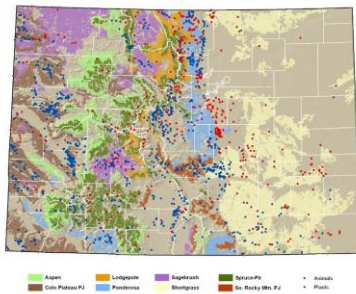 Aspen Lodgepole Sagebrush Spruce-Fir Animals
Colo Plateau PJ Ponderosa Shortgrass So. Rocky Mtn. PJ Plants